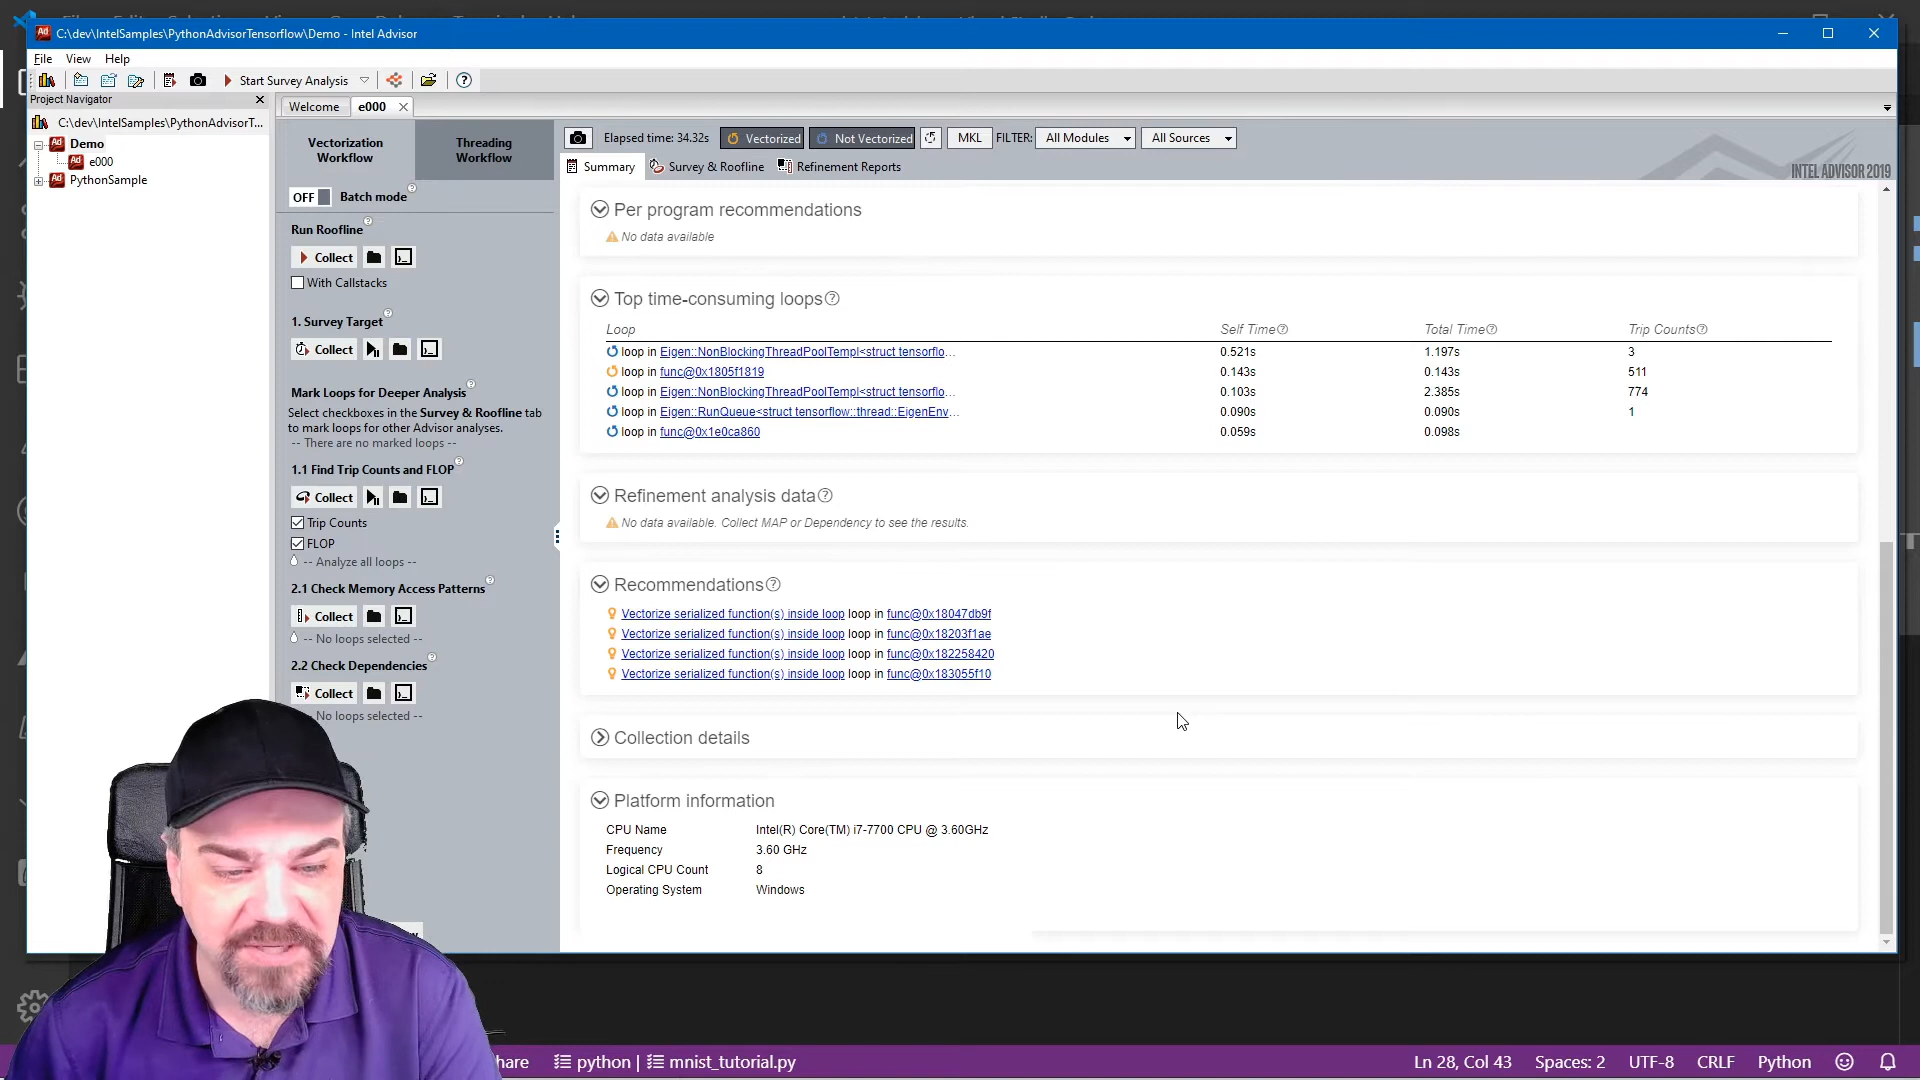 C:\dev\IntelSamples\PythonAdvisorTensorflow\Demo - Intel Advisor
File View Help
Start Survey Analysis
Project Navigator
C:\dev\IntelSamples\PythonAdvisorT...
Demo
e000
PythonSample
Welcome e000
Vectorization Workflow
Threading Workflow
OFF Batch mode
Run Roofline
Collect
With Callstacks
1. Survey Target
Collect
Mark Loops for Deeper Analysis
Select checkboxes in the Survey & Roofline tab
to mark loops for other Advisor analyses.
-- There are no marked loops --
1.1 Find Trip Counts and FLOP
Collect
Trip Counts
FLOP
-- Analyze all loops --
2.1 Check Memory Access Patterns
Collect
-- No loops selected --
2.2 Check Dependencies
Collect
-- No loops selected --
Elapsed time: 34.32s Vectorized Not Vectorized MKL FILTER: All Modules All Sources
Summary Survey & Roofline Refinement Reports
INTEL ADVISOR 2019
Per program recommendations
No data available
Top time-consuming loops
Loop Self Time Total Time Trip Counts
loop in Eigen::NonBlockingThreadPoolTempl<struct tensorflo... 0.521s 1.197s 3
loop in func@0x1805f1819 0.143s 0.143s 511
loop in Eigen::NonBlockingThreadPoolTempl<struct tensorflo... 0.103s 2.385s 774
loop in Eigen::RunQueue<struct tensorflow::thread::EigenEnv... 0.090s 0.090s 1
loop in func@0x1e0ca860 0.059s 0.098s
Refinement analysis data
No data available. Collect MAP or Dependency to see the results.
Recommendations
Vectorize serialized function(s) inside loop loop in func@0x18047db9f
Vectorize serialized function(s) inside loop loop in func@0x18203f1ae
Vectorize serialized function(s) inside loop loop in func@0x182258420
Vectorize serialized function(s) inside loop loop in func@0x183055f10
Collection details
Platform information
CPU Name Intel(R) Core(TM) i7-7700 CPU @ 3.60GHz
Frequency 3.60 GHz
Logical CPU Count 8
Operating System Windows
hare python | mnist_tutorial.py Ln 28, Col 43 Spaces: 2 UTF-8 CRLF Python